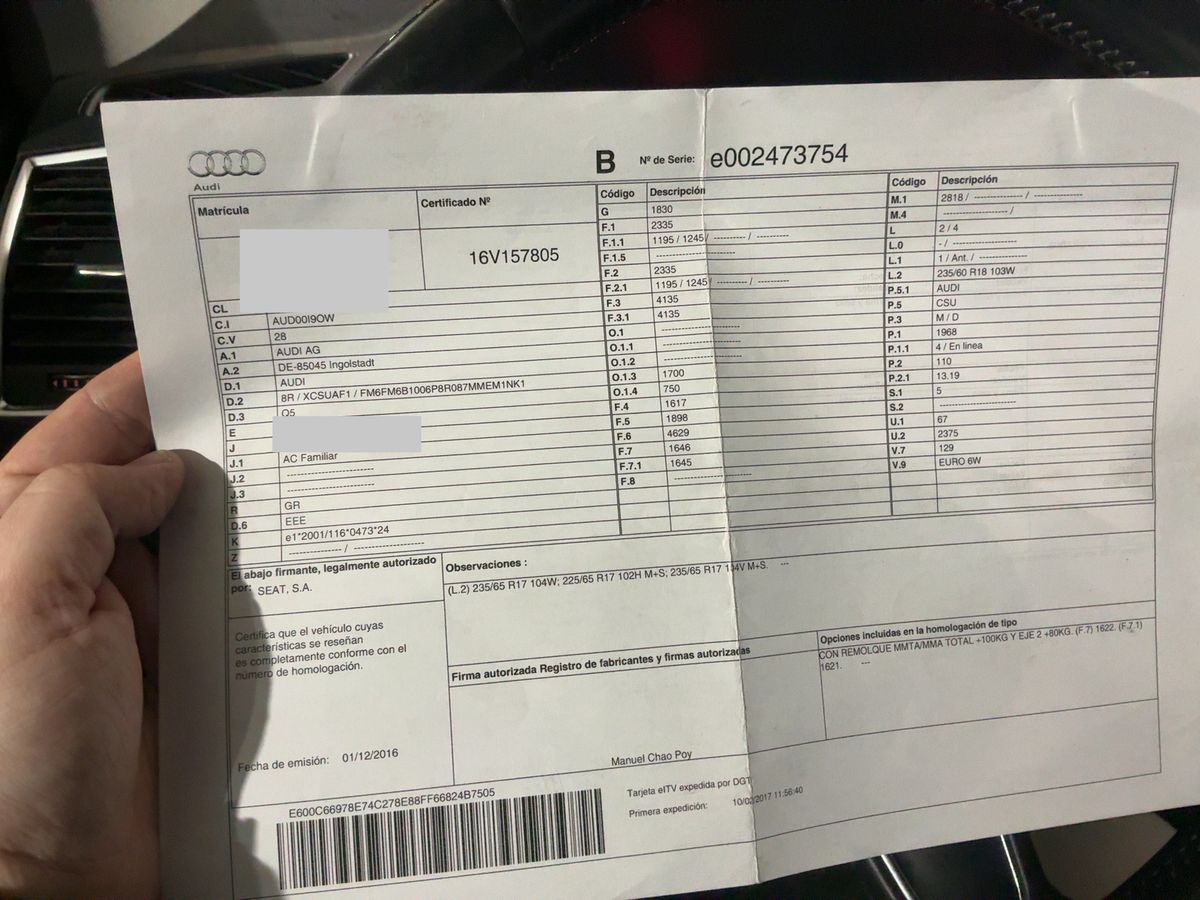 Audi
B Nº de Serie: e002473754
Matrícula
Certificado Nº
16V157805
CL
C.I AUD00I9OW
C.V 28
A.1 AUDI AG
A.2 DE-85045 Ingolstadt
D.1 AUDI
D.2 8R / XCSUAF1 / FM6FM6B1006P8R087MMEM1NK1
D.3 Q5
E
J
J.1 AC Familiar
J.2 --------------------
J.3 --------------------
R GR
D.6 EEE
K e1*2001/116*0473*24
Z ------------- / -----------------
Código Descripción
G 1830
F.1 2335
F.1.1 1195 / 1245 / --------- / ---------
F.1.5 --------------------
F.2 2335
F.2.1 1195 / 1245 / --------- / ---------
F.3 4135
F.3.1 4135
O.1 --------------------
O.1.1 --------------------
O.1.2 --------------------
O.1.3 1700
O.1.4 750
F.4 1617
F.5 1898
F.6 4629
F.7 1646
F.7.1 1645
F.8 --------------------
Código Descripción
M.1 2818 / -------------- / --------------
M.4 ------------------- /
L 2 / 4
L.0 - / ------------------
L.1 1 / Ant. / --------------
L.2 235/60 R18 103W
P.5.1 AUDI
P.5 CSU
P.3 M / D
P.1 1968
P.1.1 4 / En linea
P.2 110
P.2.1 13.19
S.1 5
S.2 --------------------
U.1 67
U.2 2375
V.7 129
V.9 EURO 6W
El abajo firmante, legalmente autorizado
por: SEAT, S.A.
Certifica que el vehículo cuyas
características se reseñan
es completamente conforme con el
número de homologación.
Fecha de emisión: 01/12/2016
Observaciones :
(L.2) 235/65 R17 104W; 225/65 R17 102H M+S; 235/65 R17 104V M+S. ---
Firma autorizada Registro de fabricantes y firmas autorizadas
Manuel Chao Poy
Opciones incluidas en la homologación de tipo
CON REMOLQUE MMTA/MMA TOTAL +100KG Y EJE 2 +80KG. (F.7) 1622. (F.7.1)
1621. ---
E600C66978E74C278E88FF66824B7505
Tarjeta eITV expedida por DGT
Primera expedición: 10/02/2017 11:56:40